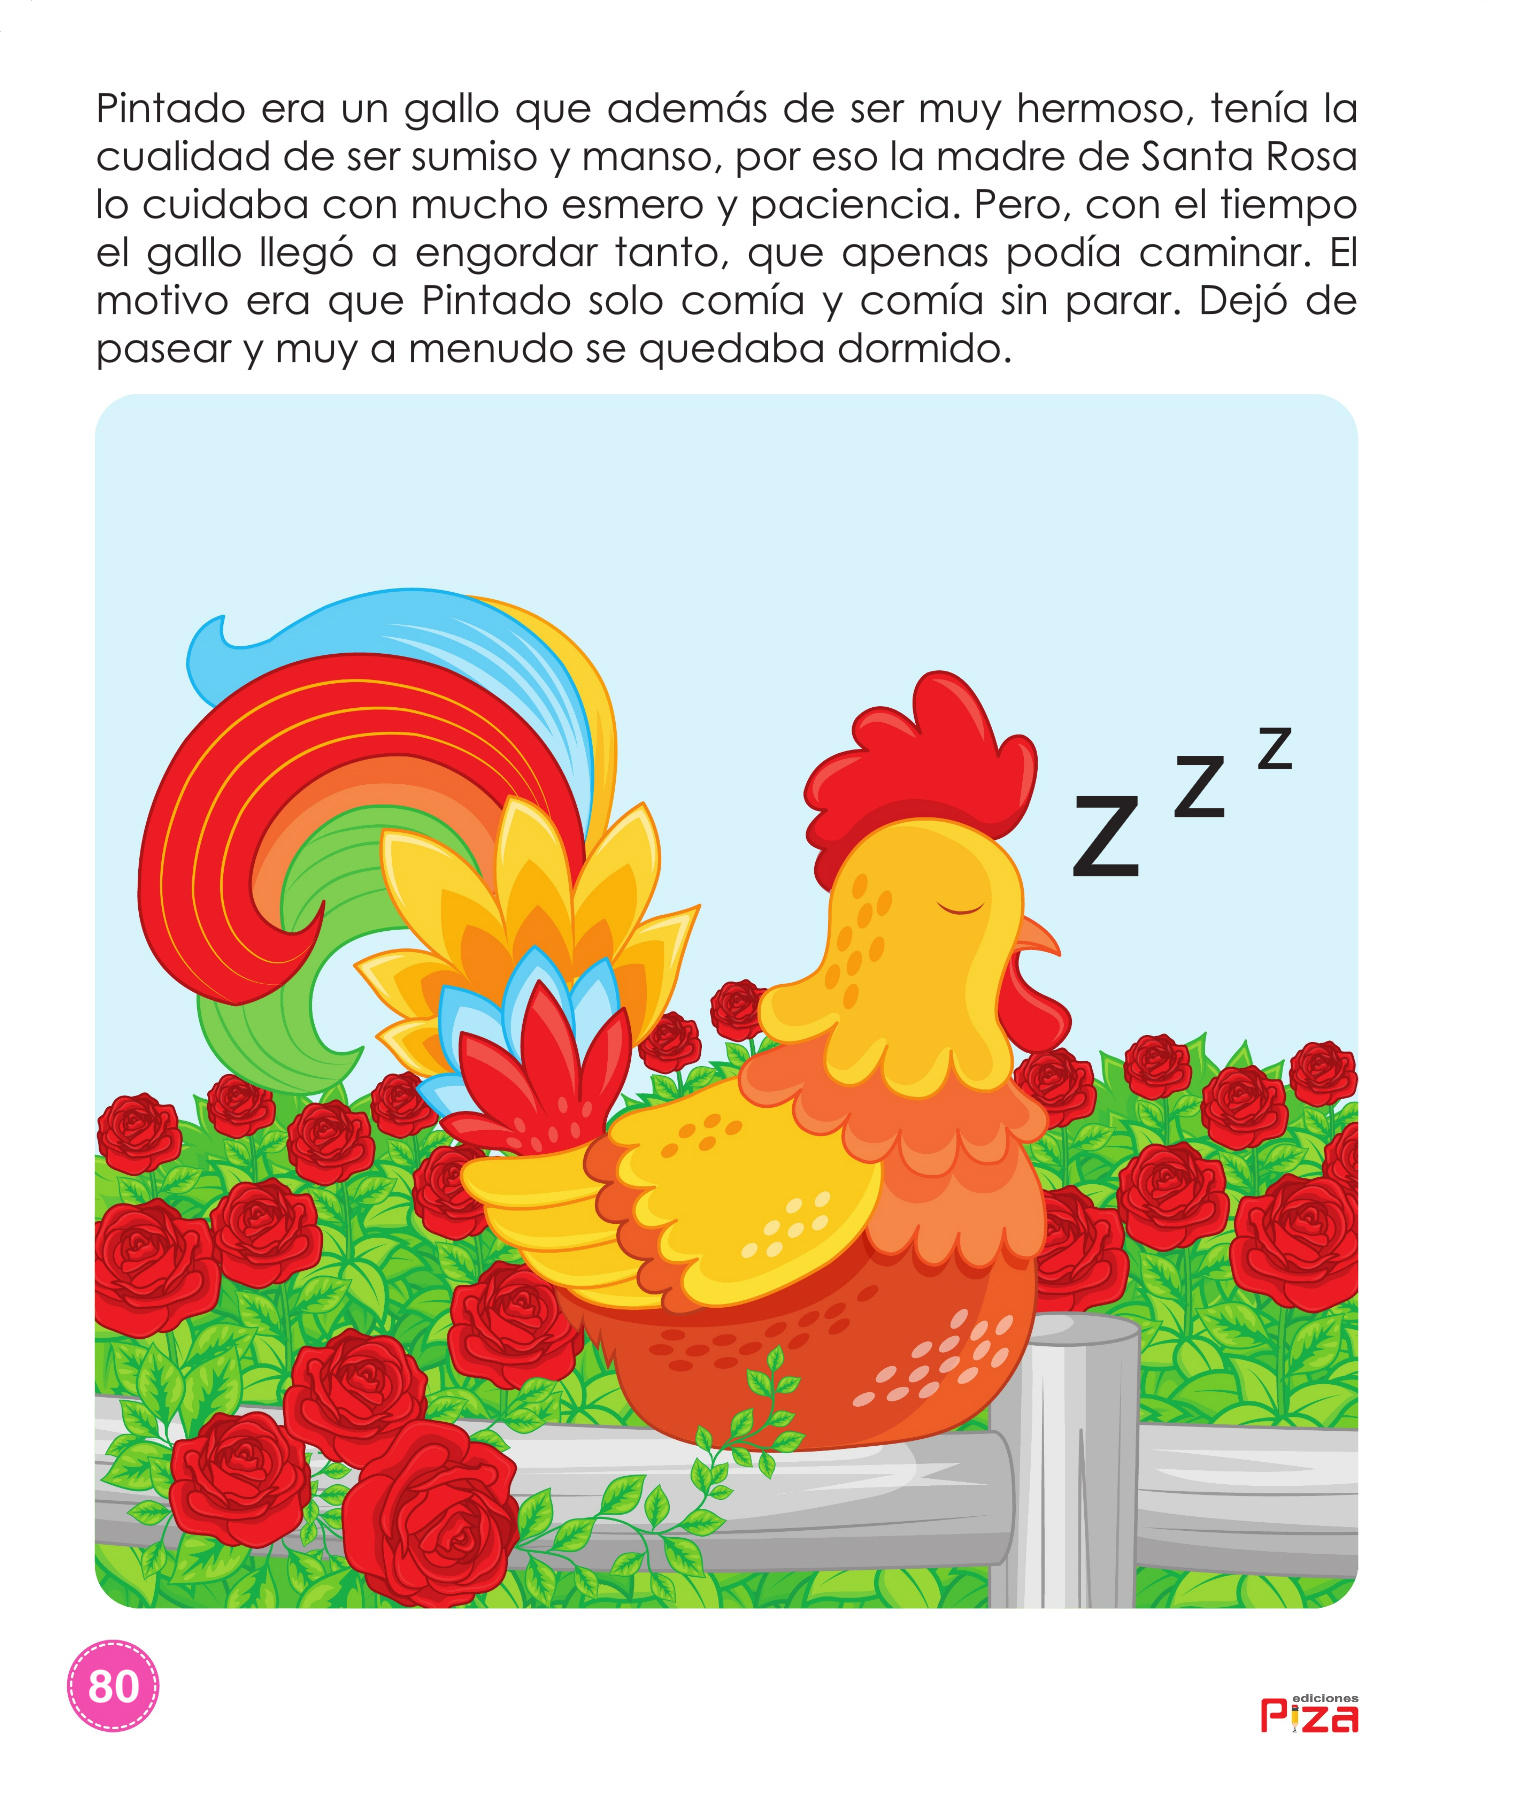 Pintado era un gallo que además de ser muy hermoso, tenía la
cualidad de ser sumiso y manso, por eso la madre de Santa Rosa
lo cuidaba con mucho esmero y paciencia. Pero, con el tiempo
el gallo llegó a engordar tanto, que apenas podía caminar. El
motivo era que Pintado solo comía y comía sin parar. Dejó de
pasear y muy a menudo se quedaba dormido.
z z z
80
ediciones
Piza